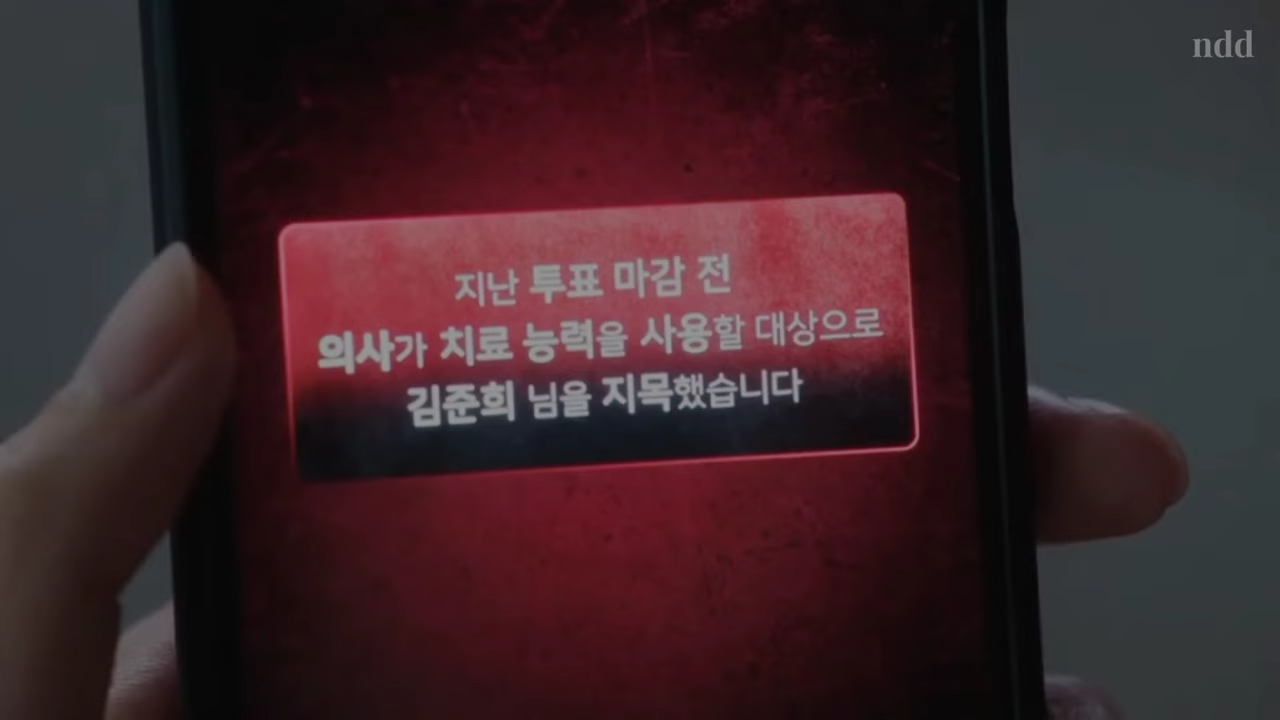 ndd
지난 투표 마감 전
의사가 치료 능력을 사용할 대상으로
김준희 님을 지목했습니다